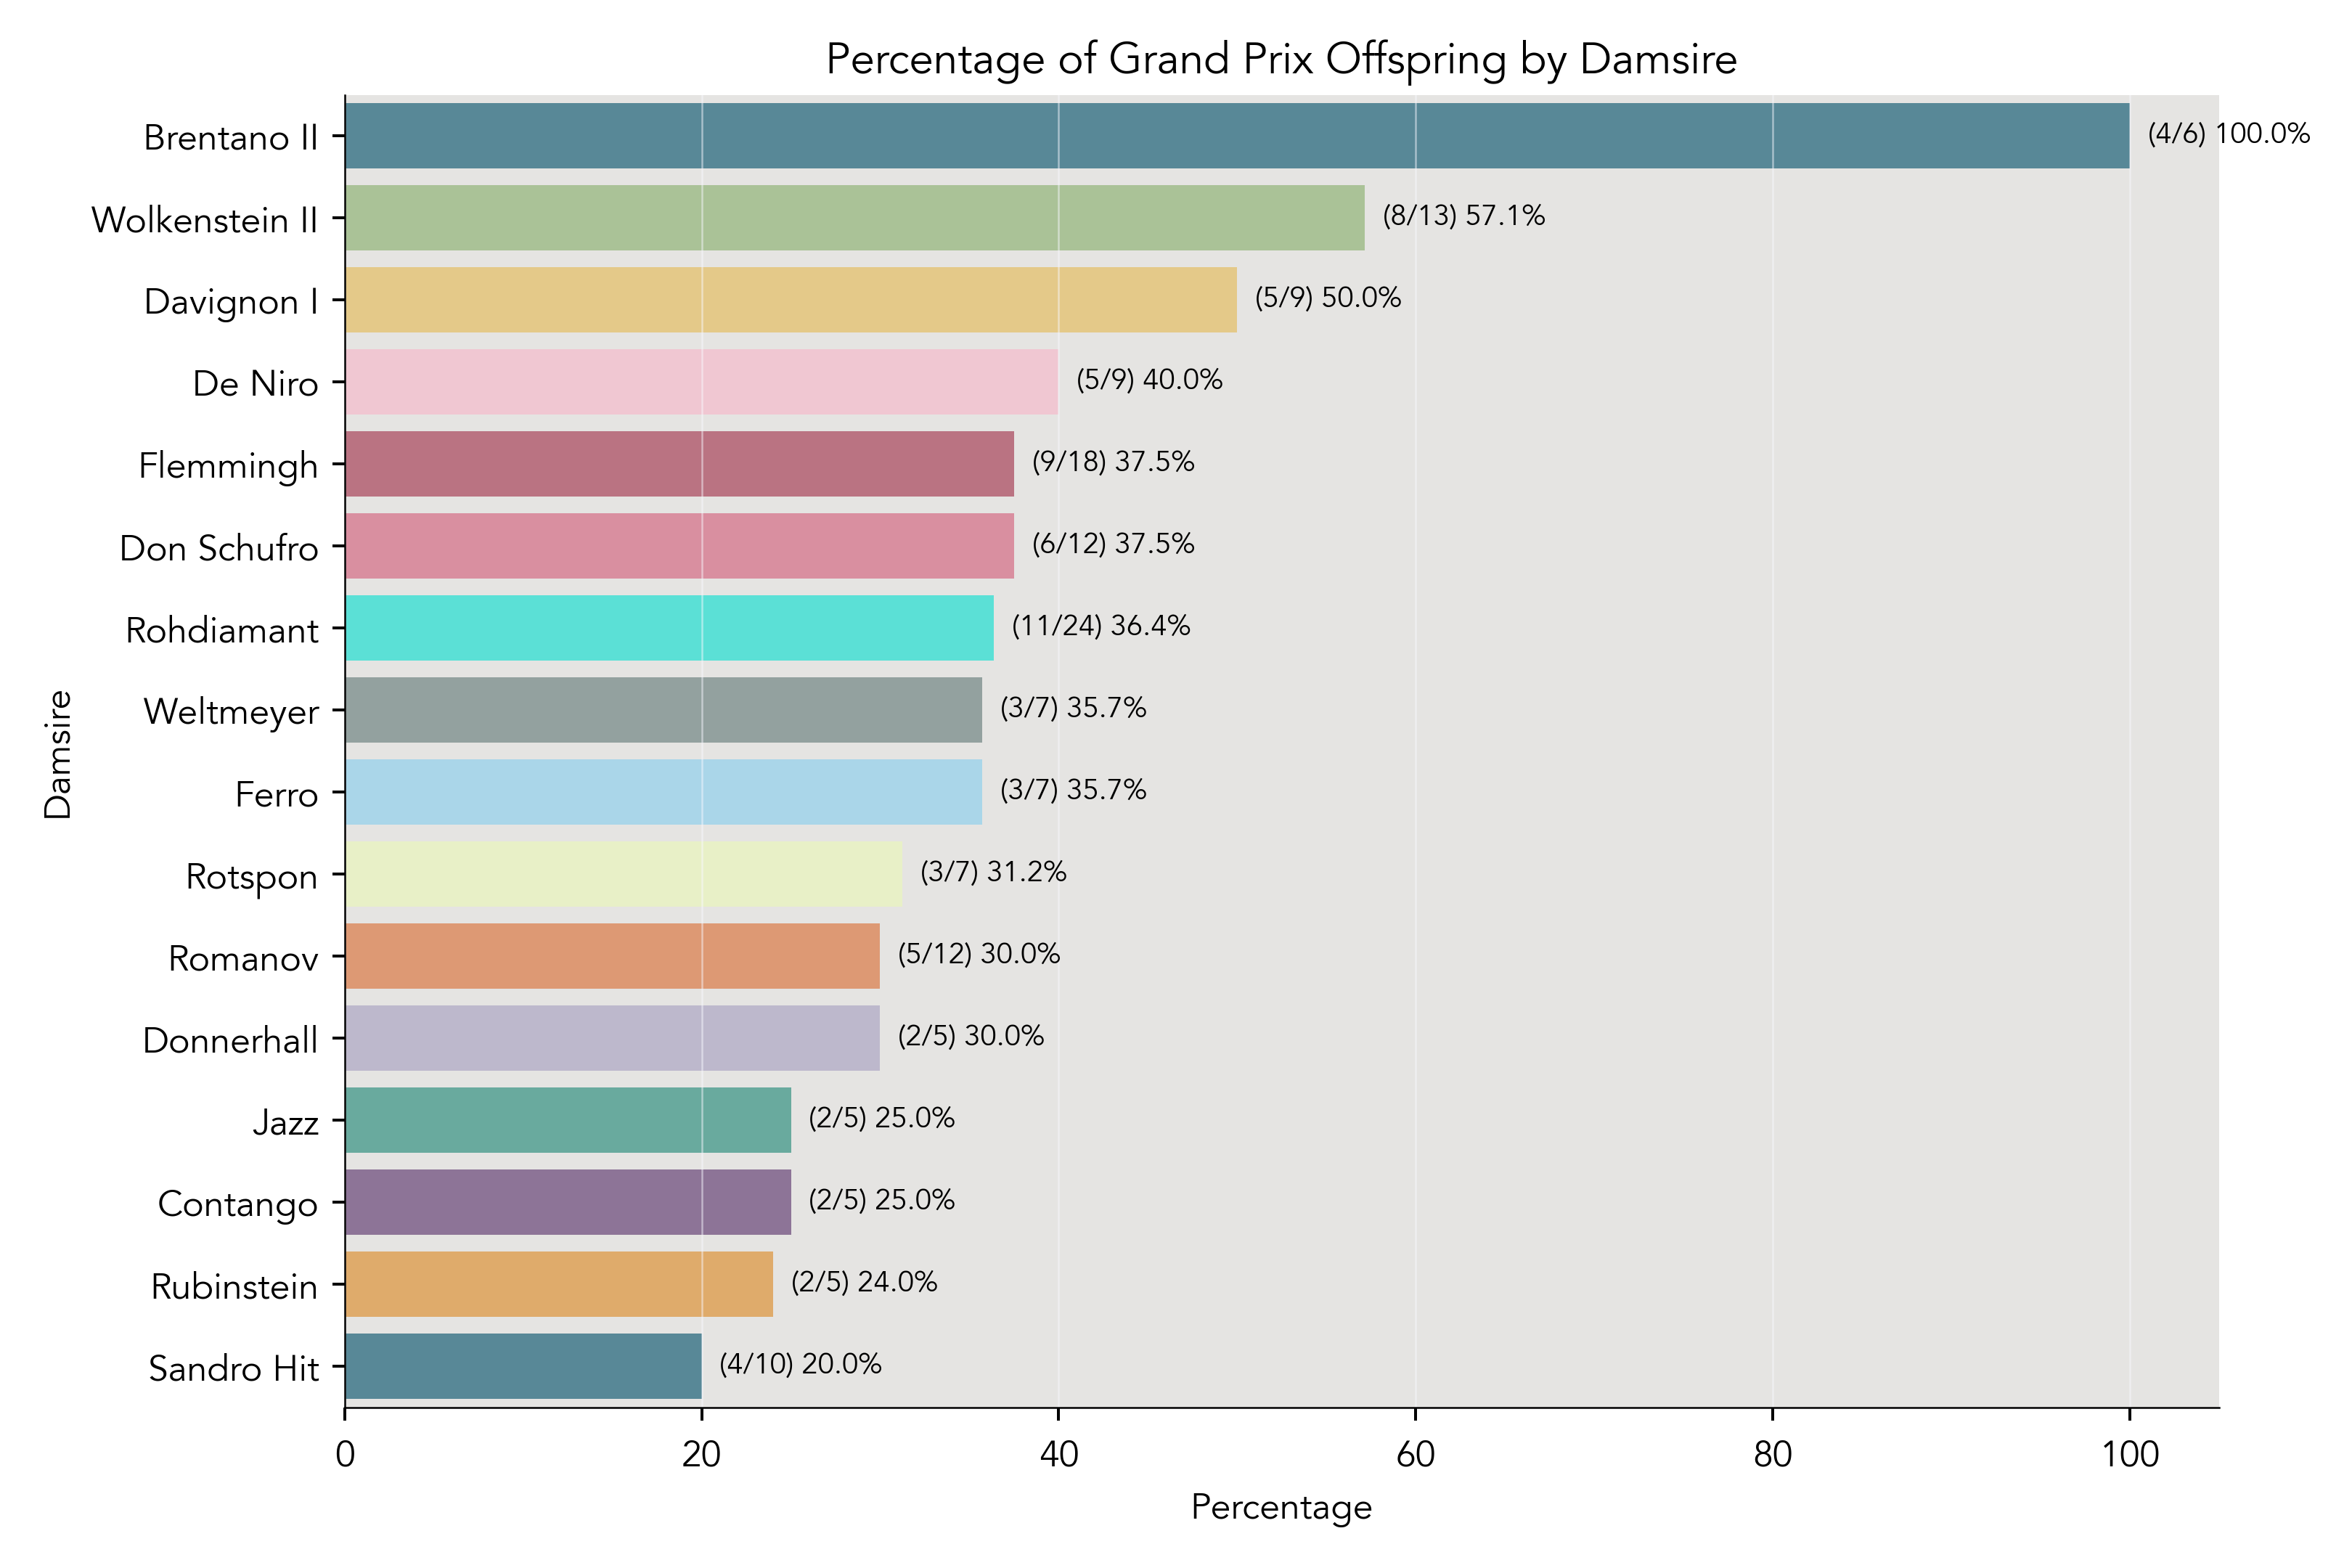 Percentage of Grand Prix Offspring by Damsire
Brentano II (4/6) 100.0%
Wolkenstein II (8/13) 57.1%
Davignon I (5/9) 50.0%
De Niro (5/9) 40.0%
Flemmingh (9/18) 37.5%
Don Schufro (6/12) 37.5%
Rohdiamant (11/24) 36.4%
Weltmeyer (3/7) 35.7%
Ferro (3/7) 35.7%
Rotspon (3/7) 31.2%
Romanov (5/12) 30.0%
Donnerhall (2/5) 30.0%
Jazz (2/5) 25.0%
Contango (2/5) 25.0%
Rubinstein (2/5) 24.0%
Sandro Hit (4/10) 20.0%
Damsire
0 20 40 60 80 100
Percentage